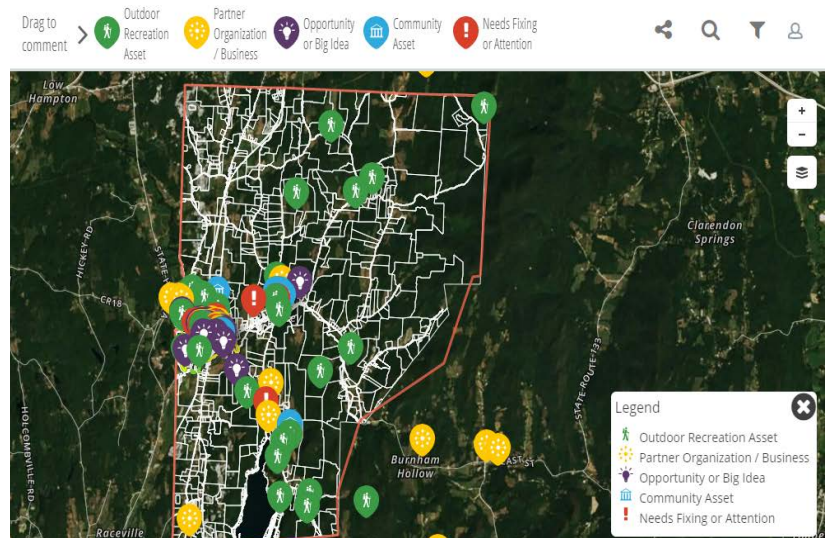 Drag to
comment
Outdoor
Recreation
Asset
Partner
Organization
/ Business
Opportunity
or Big Idea
Community
Asset
Needs Fixing
or Attention
Low
Hampton
+
-
HICKEY-RD
CR18
Clarendon
Springs
STATE-ROUTE-133
HOLCOMBVILLE-RD
Burnham
Hollow
EAST ST
Raceville
Legend
Outdoor Recreation Asset
Partner Organization / Business
Opportunity or Big Idea
Community Asset
Needs Fixing or Attention